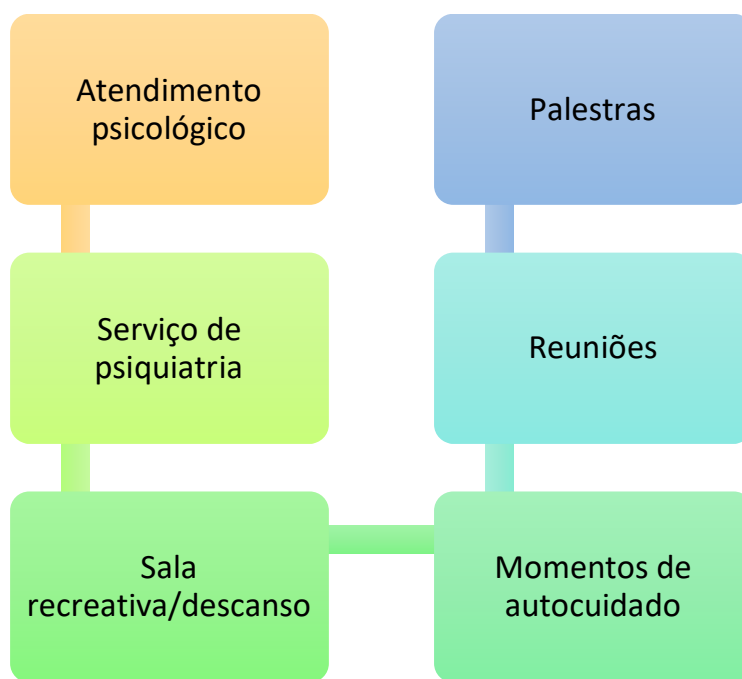 Atendimento
psicológico
Serviço de
psiquiatria
Sala
recreativa/descanso
Momentos de
autocuidado
Reuniões
Palestras